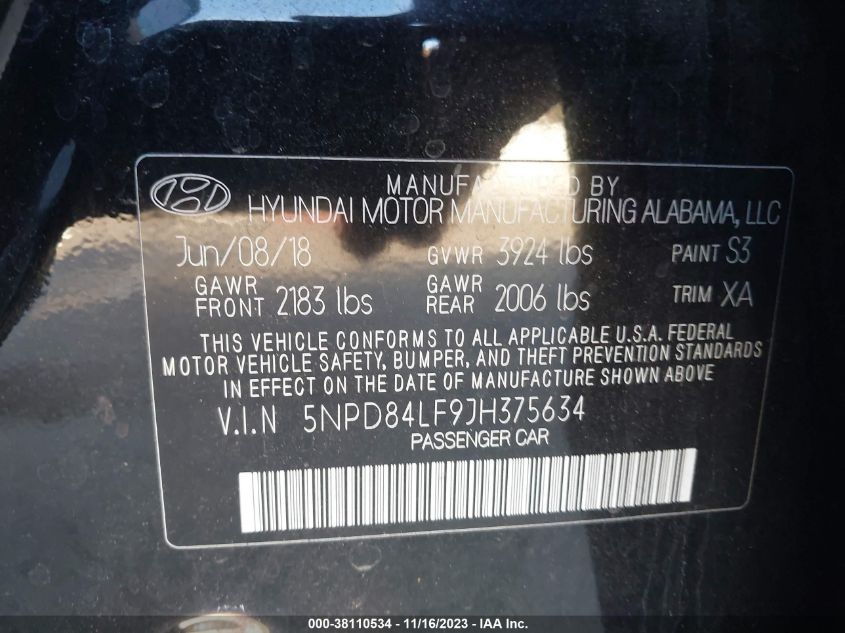 MANUFACTURED BY
HYUNDAI MOTOR MANUFACTURING ALABAMA, LLC
Jun/08/18 GVWR 3924 lbs PAINT S3
GAWR FRONT 2183 lbs GAWR REAR 2006 lbs TRIM XA
THIS VEHICLE CONFORMS TO ALL APPLICABLE U.S.A. FEDERAL
MOTOR VEHICLE SAFETY, BUMPER, AND THEFT PREVENTION STANDARDS
IN EFFECT ON THE DATE OF MANUFACTURE SHOWN ABOVE
V.I.N 5NPD84LF9JH375634
PASSENGER CAR
000-38110534 - 11/16/2023 - IAA Inc.